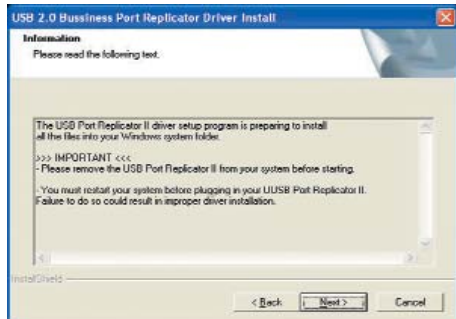 USB 2.0 Bussiness Port Replicator Driver Install
Information
Please read the following text.
The USB Port Replicator II driver setup program is preparing to install
all the files into your Windows system folder.
>>> IMPORTANT <<<
- Please remove the USB Port Replicator II from your system before starting.
- You must restart your system before plugging in your UUSB Port Replicator II.
Failure to do so could result in improper driver installation.
InstallShield
< Back
Next >
Cancel